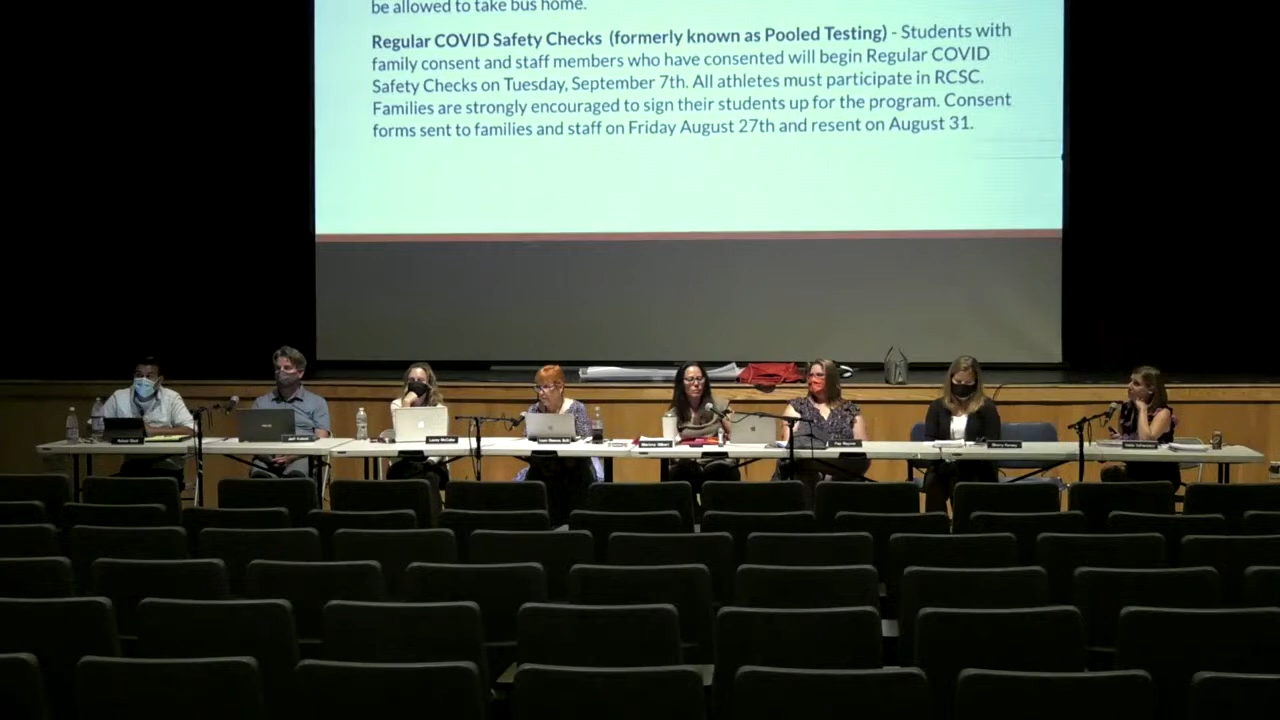 be allowed to take bus home.
Regular COVID Safety Checks (formerly known as Pooled Testing) - Students with
family consent and staff members who have consented will begin Regular COVID
Safety Checks on Tuesday, September 7th. All athletes must participate in RCSC.
Families are strongly encouraged to sign their students up for the program. Consent
forms sent to families and staff on Friday August 27th and resent on August 31.